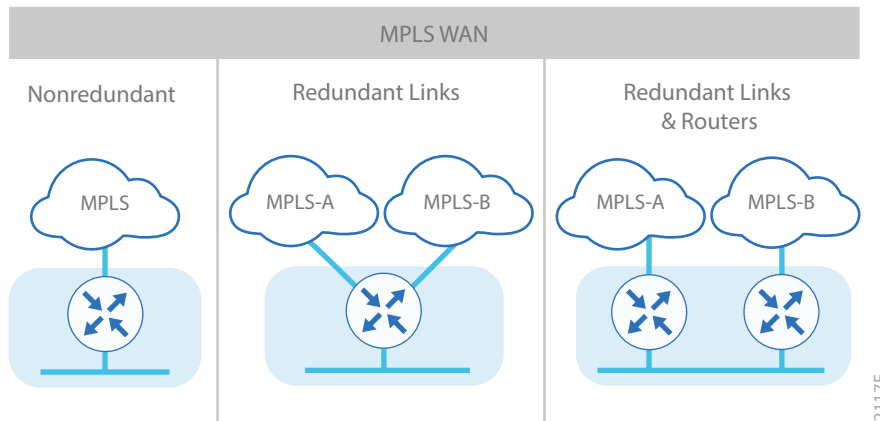 MPLS WAN
Nonredundant
Redundant Links
Redundant Links
& Routers
MPLS
MPLS-A
MPLS-B
MPLS-A
MPLS-B